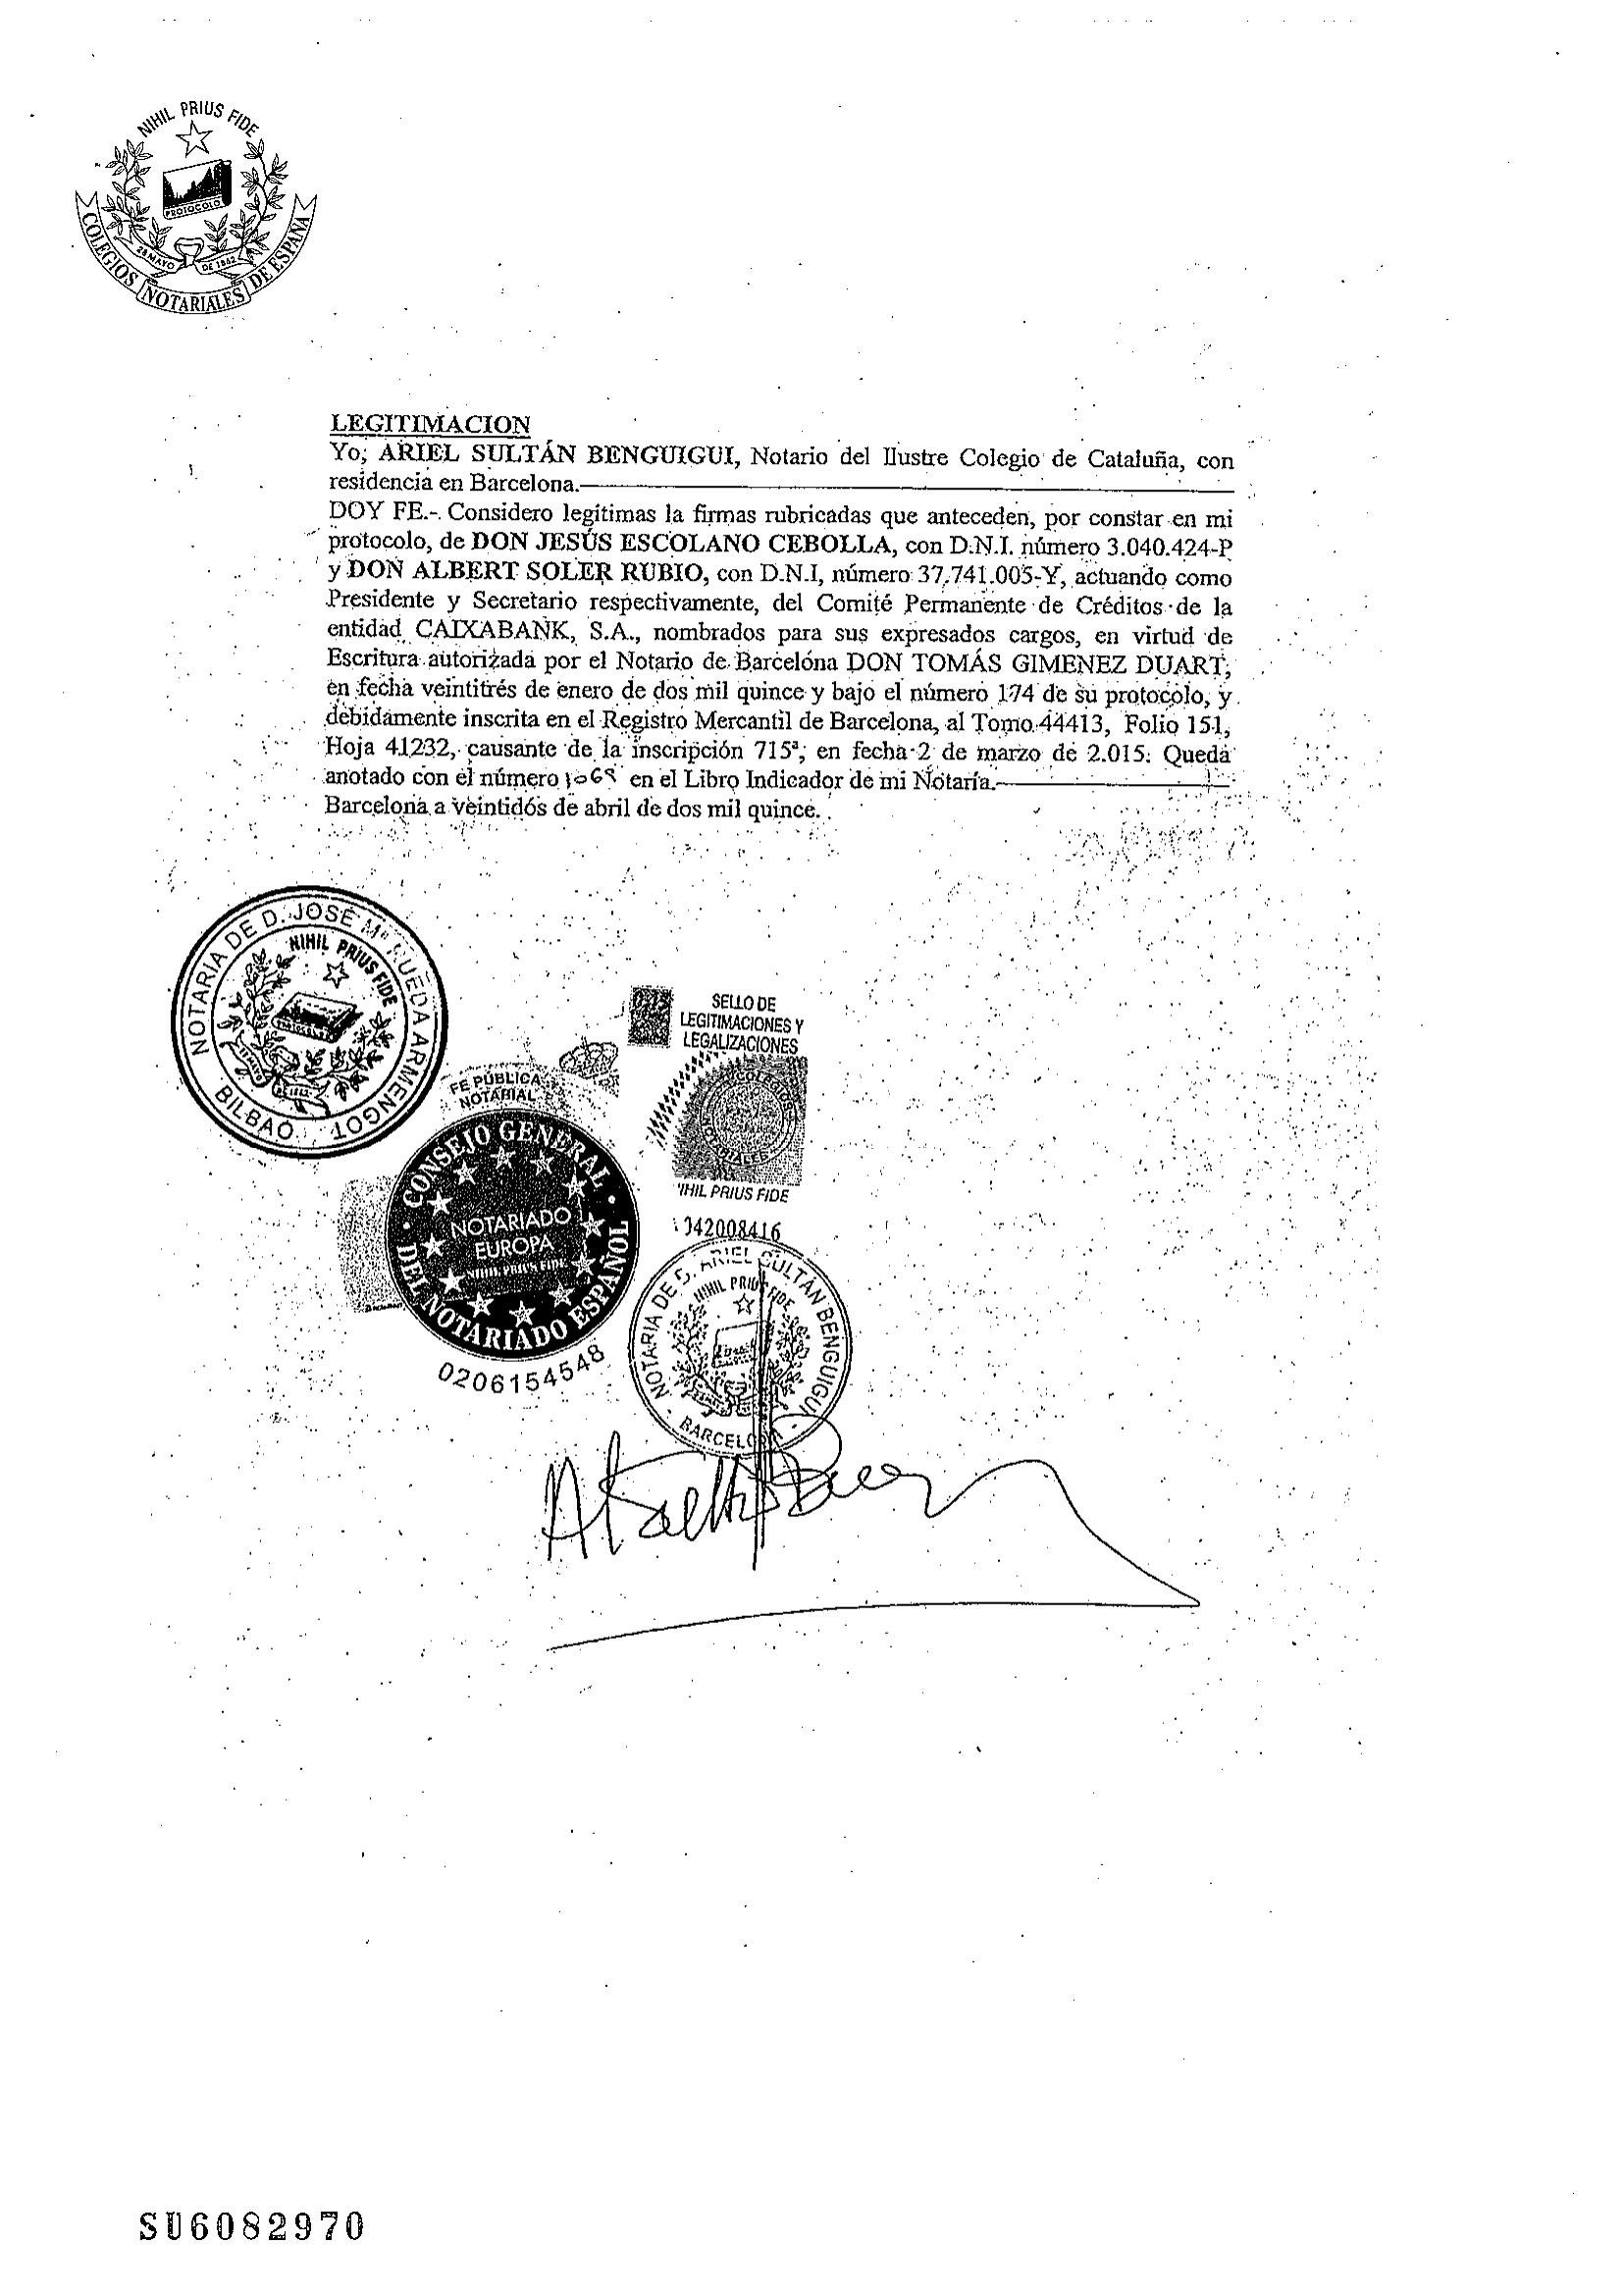 NIHIL PRIUS FIDE
PROTOCOLO
28 MAYO DE 1862
COLEGIOS NOTARIALES DE ESPAÑA
LEGITIMACION
Yo, ARIEL SULTÁN BENGUIGUI, Notario del Ilustre Colegio de Cataluña, con
residencia en Barcelona.
DOY FE.- Considero legítimas la firmas rubricadas que anteceden, por constar en mi
protocolo, de DON JESÚS ESCOLANO CEBOLLA, con D.N.I. número 3.040.424-P
y DON ALBERT SOLER RUBIO, con D.N.I, número 37.741.005-Y, actuando como
Presidente y Secretario respectivamente, del Comité Permanente de Créditos de la
entidad CAIXABANK, S.A., nombrados para sus expresados cargos, en virtud de
Escritura autorizada por el Notario de Barcelona DON TOMÁS GIMENEZ DUART,
en fecha veintitrés de enero de dos mil quince y bajo el número 174 de su protocolo, y
debidamente inscrita en el Registro Mercantil de Barcelona, al Tomo 44413, Folio 151,
Hoja 41232, causante de la inscripción 715ª, en fecha 2 de marzo de 2.015. Queda
anotado con el número en el Libro Indicador de mi Notaría.
Barcelona a veintidós de abril de dos mil quince.
NOTARIA DE D. JOSÉ Mª RUEDA ARMENGOT
BILBAO
NIHIL PRIUS FIDE
SELLO DE
LEGITIMACIONES Y
LEGALIZACIONES
COLEGIOS NOTARIALES
NIHIL PRIUS FIDE
042008416
FE PÚBLICA
NOTARIAL
CONSEJO GENERAL
DEL NOTARIADO ESPAÑOL
NOTARIADO
EUROPA
NIHIL PRIUS FIDE
0206154548
NOTARIA DE D. ARIEL SULTÁN BENGUIGUI
NIHIL PRIUS FIDE
BARCELONA
SU6082970